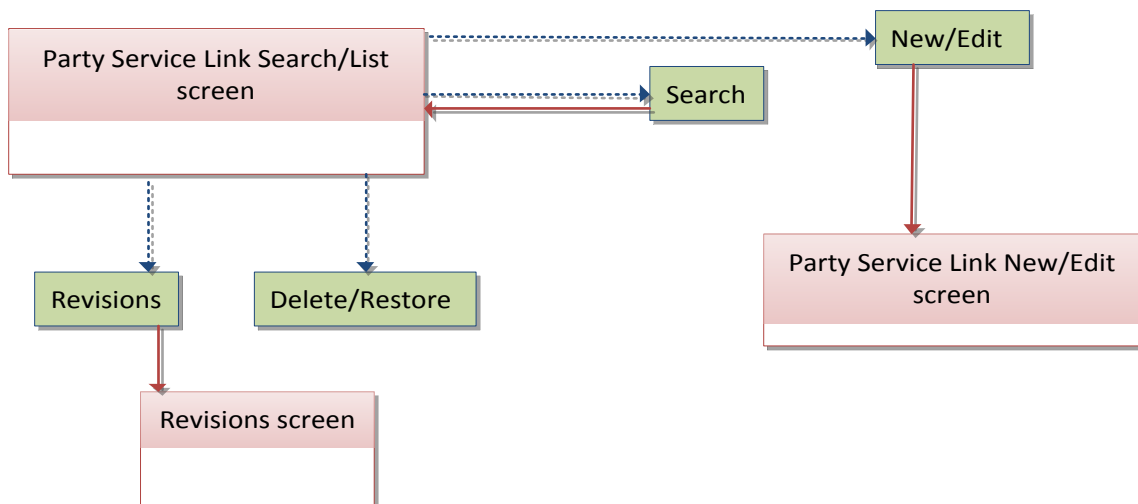 Party Service Link Search/List
screen
New/Edit
Search
Party Service Link New/Edit
screen
Revisions
Delete/Restore
Revisions screen